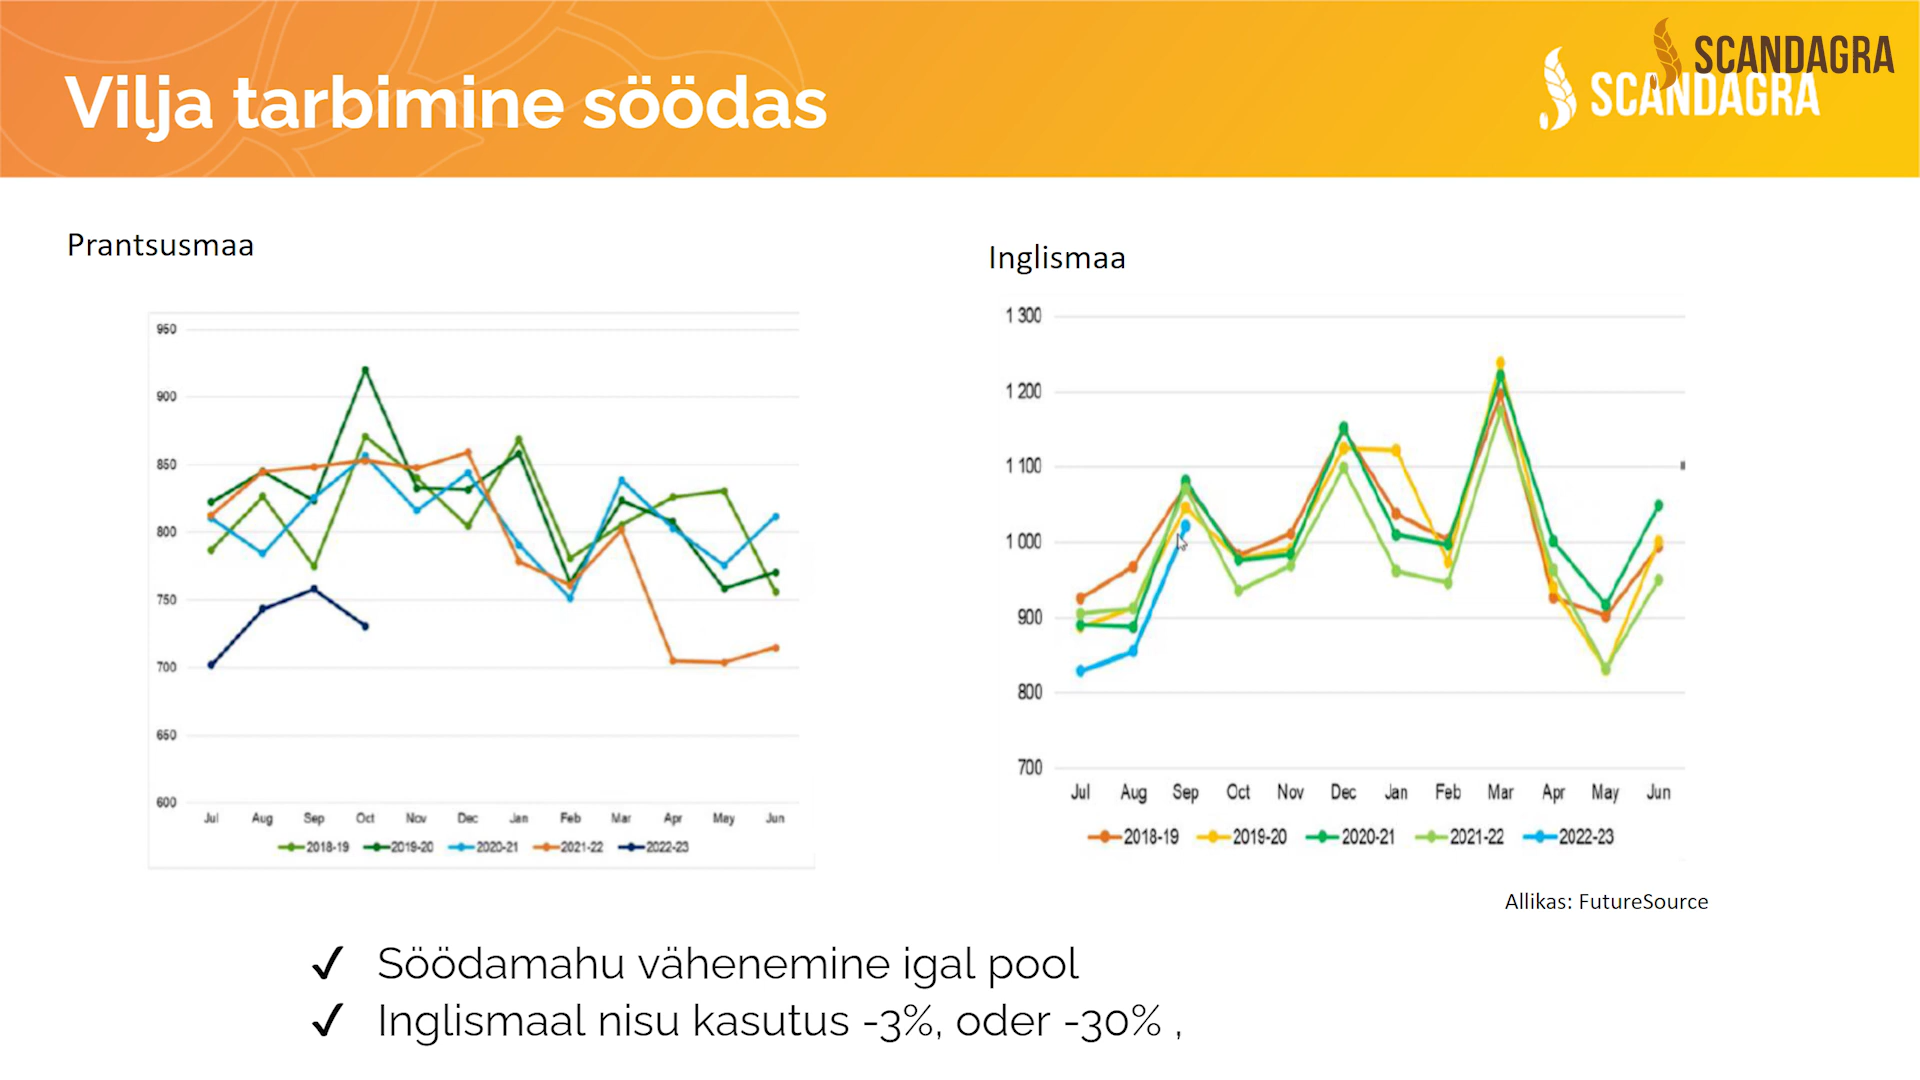 Vilja tarbimine söödas
SCANDAGRA
SCANDAGRA
Prantsusmaa
950
900
850
800
750
700
650
600
Jul Aug Sep Oct Nov Dec Jan Feb Mar Apr May Jun
2018-19 2019-20 2020-21 2021-22 2022-23
Inglismaa
1 300
1 200
1 100
1 000
900
800
700
Jul Aug Sep Oct Nov Dec Jan Feb Mar Apr May Jun
2018-19 2019-20 2020-21 2021-22 2022-23
Allikas: FutureSource
✓ Söödamahu vähenemine igal pool
✓ Inglismaal nisu kasutus -3%, oder -30% ,